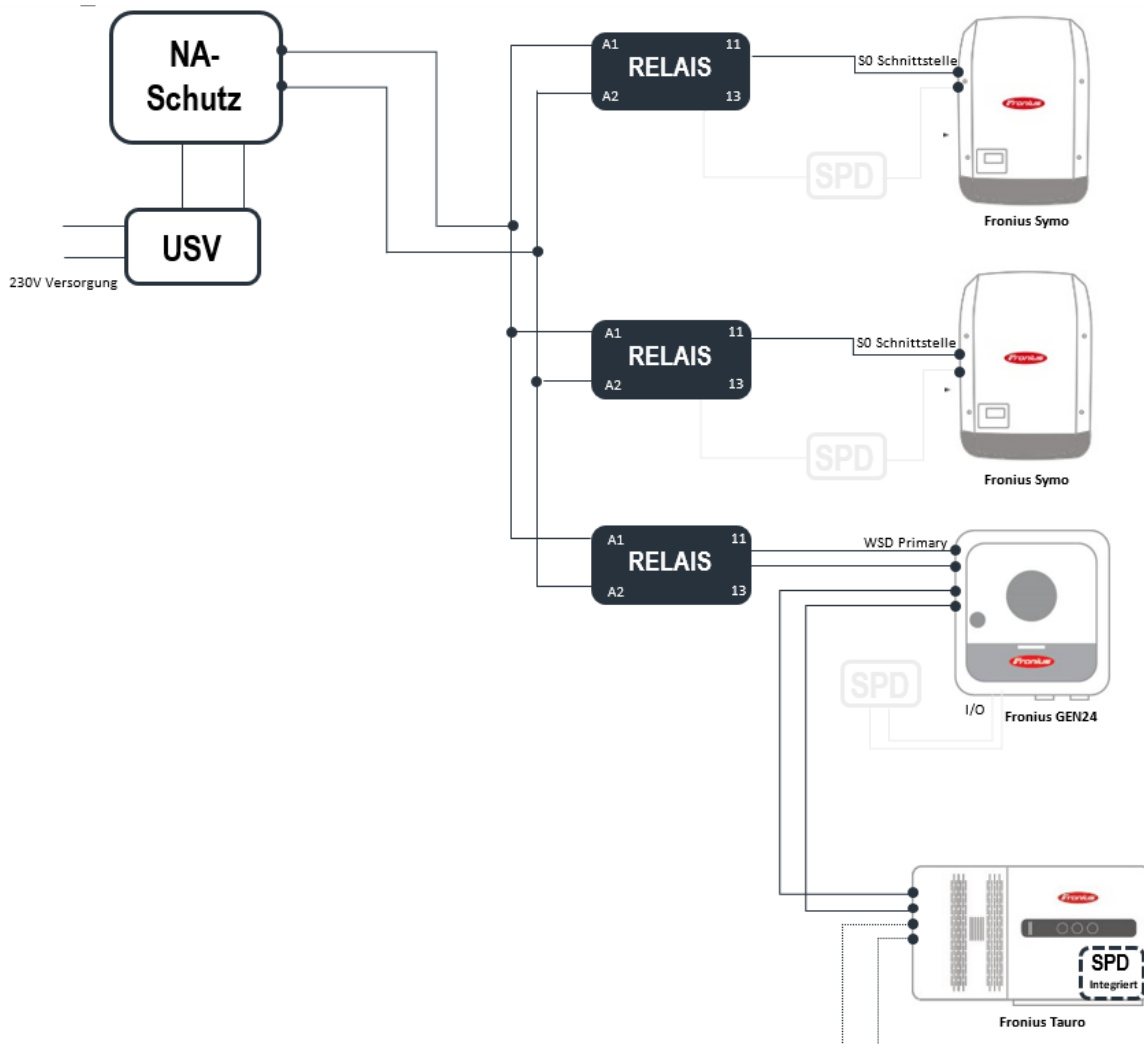 NA-
Schutz
USV
230V Versorgung
A1
11
RELAIS
A2
13
S0 Schnittstelle
SPD
Fronius
Fronius Symo
A1
11
RELAIS
A2
13
S0 Schnittstelle
SPD
Fronius
Fronius Symo
A1
11
RELAIS
A2
13
WSD Primary
Fronius
SPD
I/O
Fronius GEN24
Fronius
SPD
Integriert
Fronius Tauro